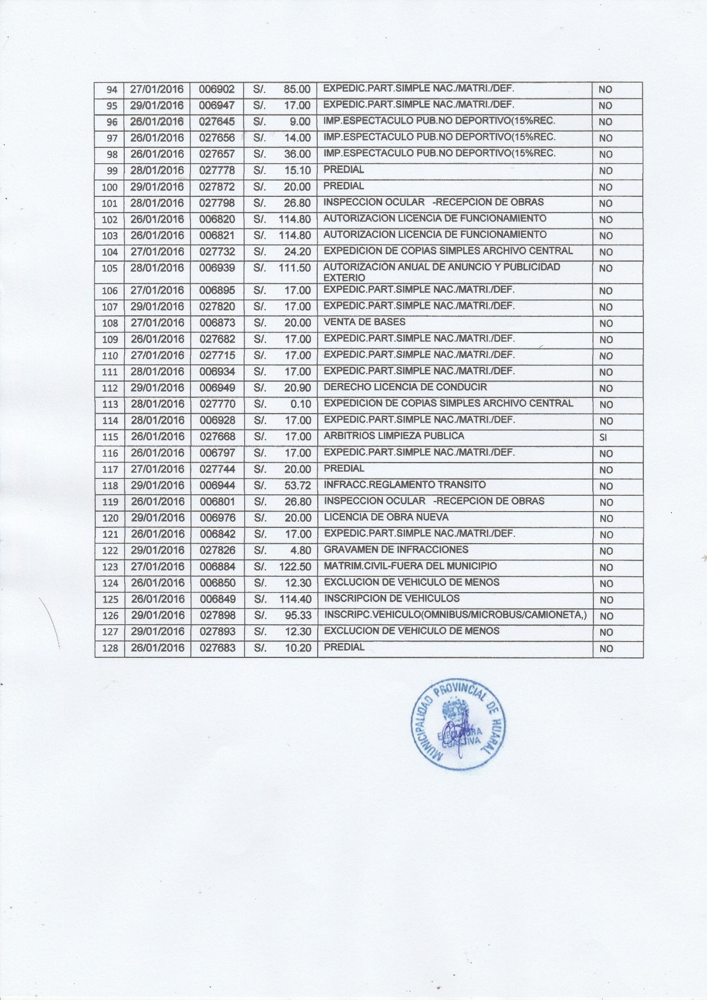 94 27/01/2016 006902 S/. 85.00 EXPEDIC.PART.SIMPLE NAC./MATRI./DEF. NO
95 29/01/2016 006947 S/. 17.00 EXPEDIC.PART.SIMPLE NAC./MATRI./DEF. NO
96 26/01/2016 027645 S/. 9.00 IMP.ESPECTACULO PUB.NO DEPORTIVO(15%REC. NO
97 26/01/2016 027656 S/. 14.00 IMP.ESPECTACULO PUB.NO DEPORTIVO(15%REC. NO
98 26/01/2016 027657 S/. 36.00 IMP.ESPECTACULO PUB.NO DEPORTIVO(15%REC. NO
99 28/01/2016 027778 S/. 15.10 PREDIAL NO
100 29/01/2016 027872 S/. 20.00 PREDIAL NO
101 28/01/2016 027798 S/. 26.80 INSPECCION OCULAR -RECEPCION DE OBRAS NO
102 26/01/2016 006820 S/. 114.80 AUTORIZACION LICENCIA DE FUNCIONAMIENTO NO
103 26/01/2016 006821 S/. 114.80 AUTORIZACION LICENCIA DE FUNCIONAMIENTO NO
104 27/01/2016 027732 S/. 24.20 EXPEDICION DE COPIAS SIMPLES ARCHIVO CENTRAL NO
105 28/01/2016 006939 S/. 111.50 AUTORIZACION ANUAL DE ANUNCIO Y PUBLICIDAD NO
EXTERIO
106 27/01/2016 006895 S/. 17.00 EXPEDIC.PART.SIMPLE NAC./MATRI./DEF. NO
107 29/01/2016 027820 S/. 17.00 EXPEDIC.PART.SIMPLE NAC./MATRI./DEF. NO
108 27/01/2016 006873 S/. 20.00 VENTA DE BASES NO
109 26/01/2016 027682 S/. 17.00 EXPEDIC.PART.SIMPLE NAC./MATRI./DEF. NO
110 27/01/2016 027715 S/. 17.00 EXPEDIC.PART.SIMPLE NAC./MATRI./DEF. NO
111 28/01/2016 006934 S/. 17.00 EXPEDIC.PART.SIMPLE NAC./MATRI./DEF. NO
112 29/01/2016 006949 S/. 20.90 DERECHO LICENCIA DE CONDUCIR NO
113 28/01/2016 027770 S/. 0.10 EXPEDICION DE COPIAS SIMPLES ARCHIVO CENTRAL NO
114 28/01/2016 006928 S/. 17.00 EXPEDIC.PART.SIMPLE NAC./MATRI./DEF. NO
115 26/01/2016 027668 S/. 17.00 ARBITRIOS LIMPIEZA PUBLICA SI
116 26/01/2016 006797 S/. 17.00 EXPEDIC.PART.SIMPLE NAC./MATRI./DEF. NO
117 27/01/2016 027744 S/. 20.00 PREDIAL NO
118 29/01/2016 006944 S/. 53.72 INFRACC.REGLAMENTO TRANSITO NO
119 26/01/2016 006801 S/. 26.80 INSPECCION OCULAR -RECEPCION DE OBRAS NO
120 29/01/2016 006976 S/. 20.00 LICENCIA DE OBRA NUEVA NO
121 26/01/2016 006842 S/. 17.00 EXPEDIC.PART.SIMPLE NAC./MATRI./DEF. NO
122 29/01/2016 027826 S/. 4.80 GRAVAMEN DE INFRACCIONES NO
123 27/01/2016 006884 S/. 122.50 MATRIM.CIVIL-FUERA DEL MUNICIPIO NO
124 26/01/2016 006850 S/. 12.30 EXCLUCION DE VEHICULO DE MENOS NO
125 26/01/2016 006849 S/. 114.40 INSCRIPCION DE VEHICULOS NO
126 29/01/2016 027898 S/. 95.33 INSCRIPC.VEHICULO(OMNIBUS/MICROBUS/CAMIONETA,) NO
127 29/01/2016 027893 S/. 12.30 EXCLUCION DE VEHICULO DE MENOS NO
128 26/01/2016 027683 S/. 10.20 PREDIAL NO
MUNICIPALIDAD PROVINCIAL DE HUARAL
COACTIVA